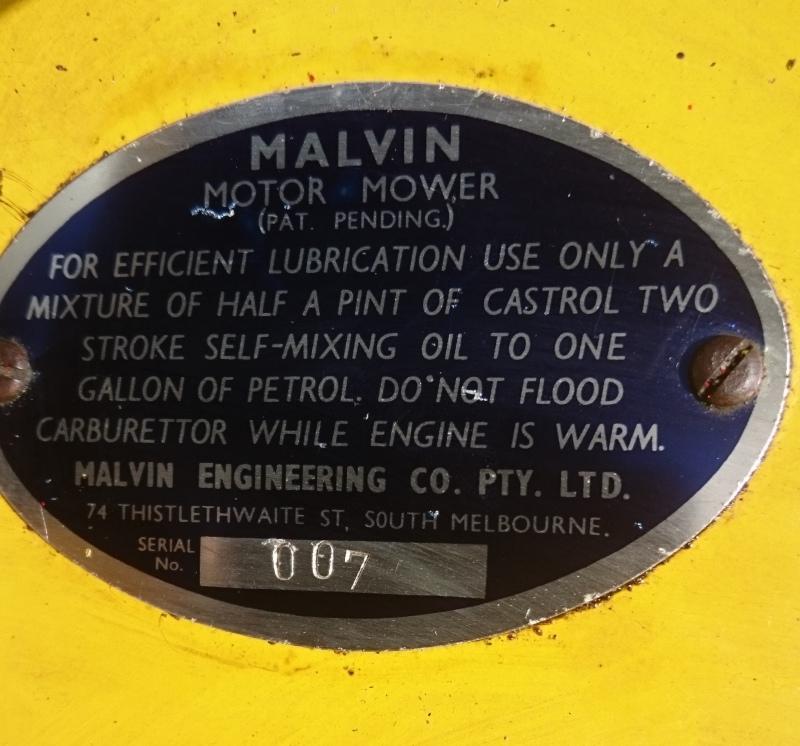 MALVIN
MOTOR MOWER
(PAT. PENDING.)
FOR EFFICIENT LUBRICATION USE ONLY A
MIXTURE OF HALF A PINT OF CASTROL TWO
STROKE SELF-MIXING OIL TO ONE
GALLON OF PETROL. DO NOT FLOOD
CARBURETTOR WHILE ENGINE IS WARM.
MALVIN ENGINEERING CO. PTY. LTD.
74 THISTLETHWAITE ST, SOUTH MELBOURNE.
SERIAL No. 007